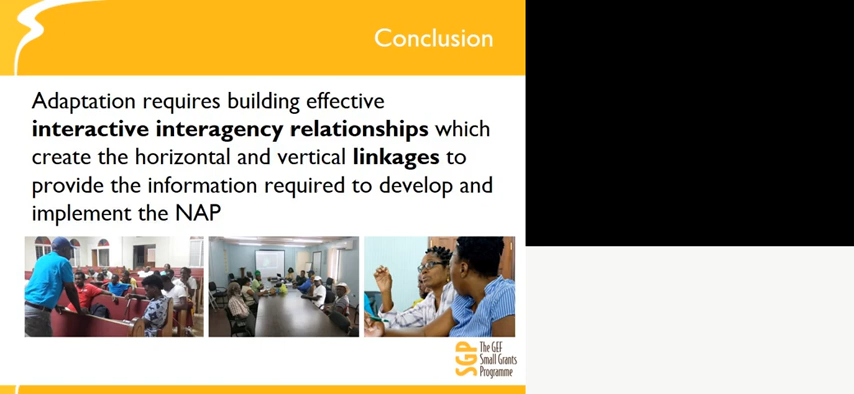 Conclusion
Adaptation requires building effective
interactive interagency relationships which
create the horizontal and vertical linkages to
provide the information required to develop and
implement the NAP
SGP
The GEF
Small Grants
Programme